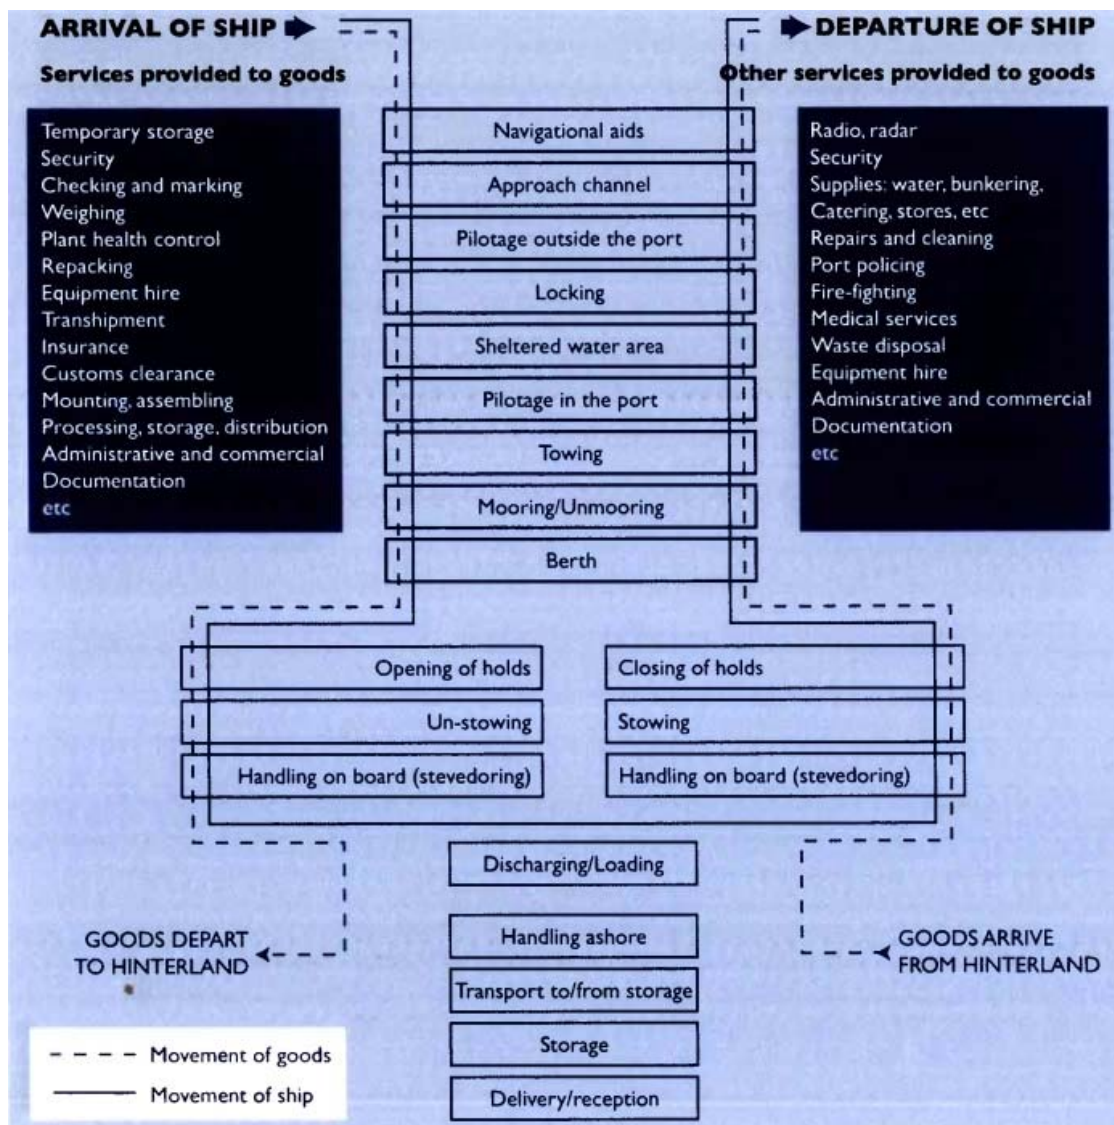 ARRIVAL OF SHIP
DEPARTURE OF SHIP
Services provided to goods
Other services provided to goods
Temporary storage
Security
Checking and marking
Weighing
Plant health control
Repacking
Equipment hire
Transhipment
Insurance
Customs clearance
Mounting, assembling
Processing, storage, distribution
Administrative and commercial
Documentation
etc
Navigational aids
Approach channel
Pilotage outside the port
Locking
Sheltered water area
Pilotage in the port
Towing
Mooring/Unmooring
Berth
Radio, radar
Security
Supplies: water, bunkering,
Catering, stores, etc
Repairs and cleaning
Port policing
Fire-fighting
Medical services
Waste disposal
Equipment hire
Administrative and commercial
Documentation
etc
Opening of holds
Un-stowing
Handling on board (stevedoring)
Closing of holds
Stowing
Handling on board (stevedoring)
Discharging/Loading
Handling ashore
Transport to/from storage
Storage
Delivery/reception
GOODS DEPART
TO HINTERLAND
GOODS ARRIVE
FROM HINTERLAND
Movement of goods
Movement of ship